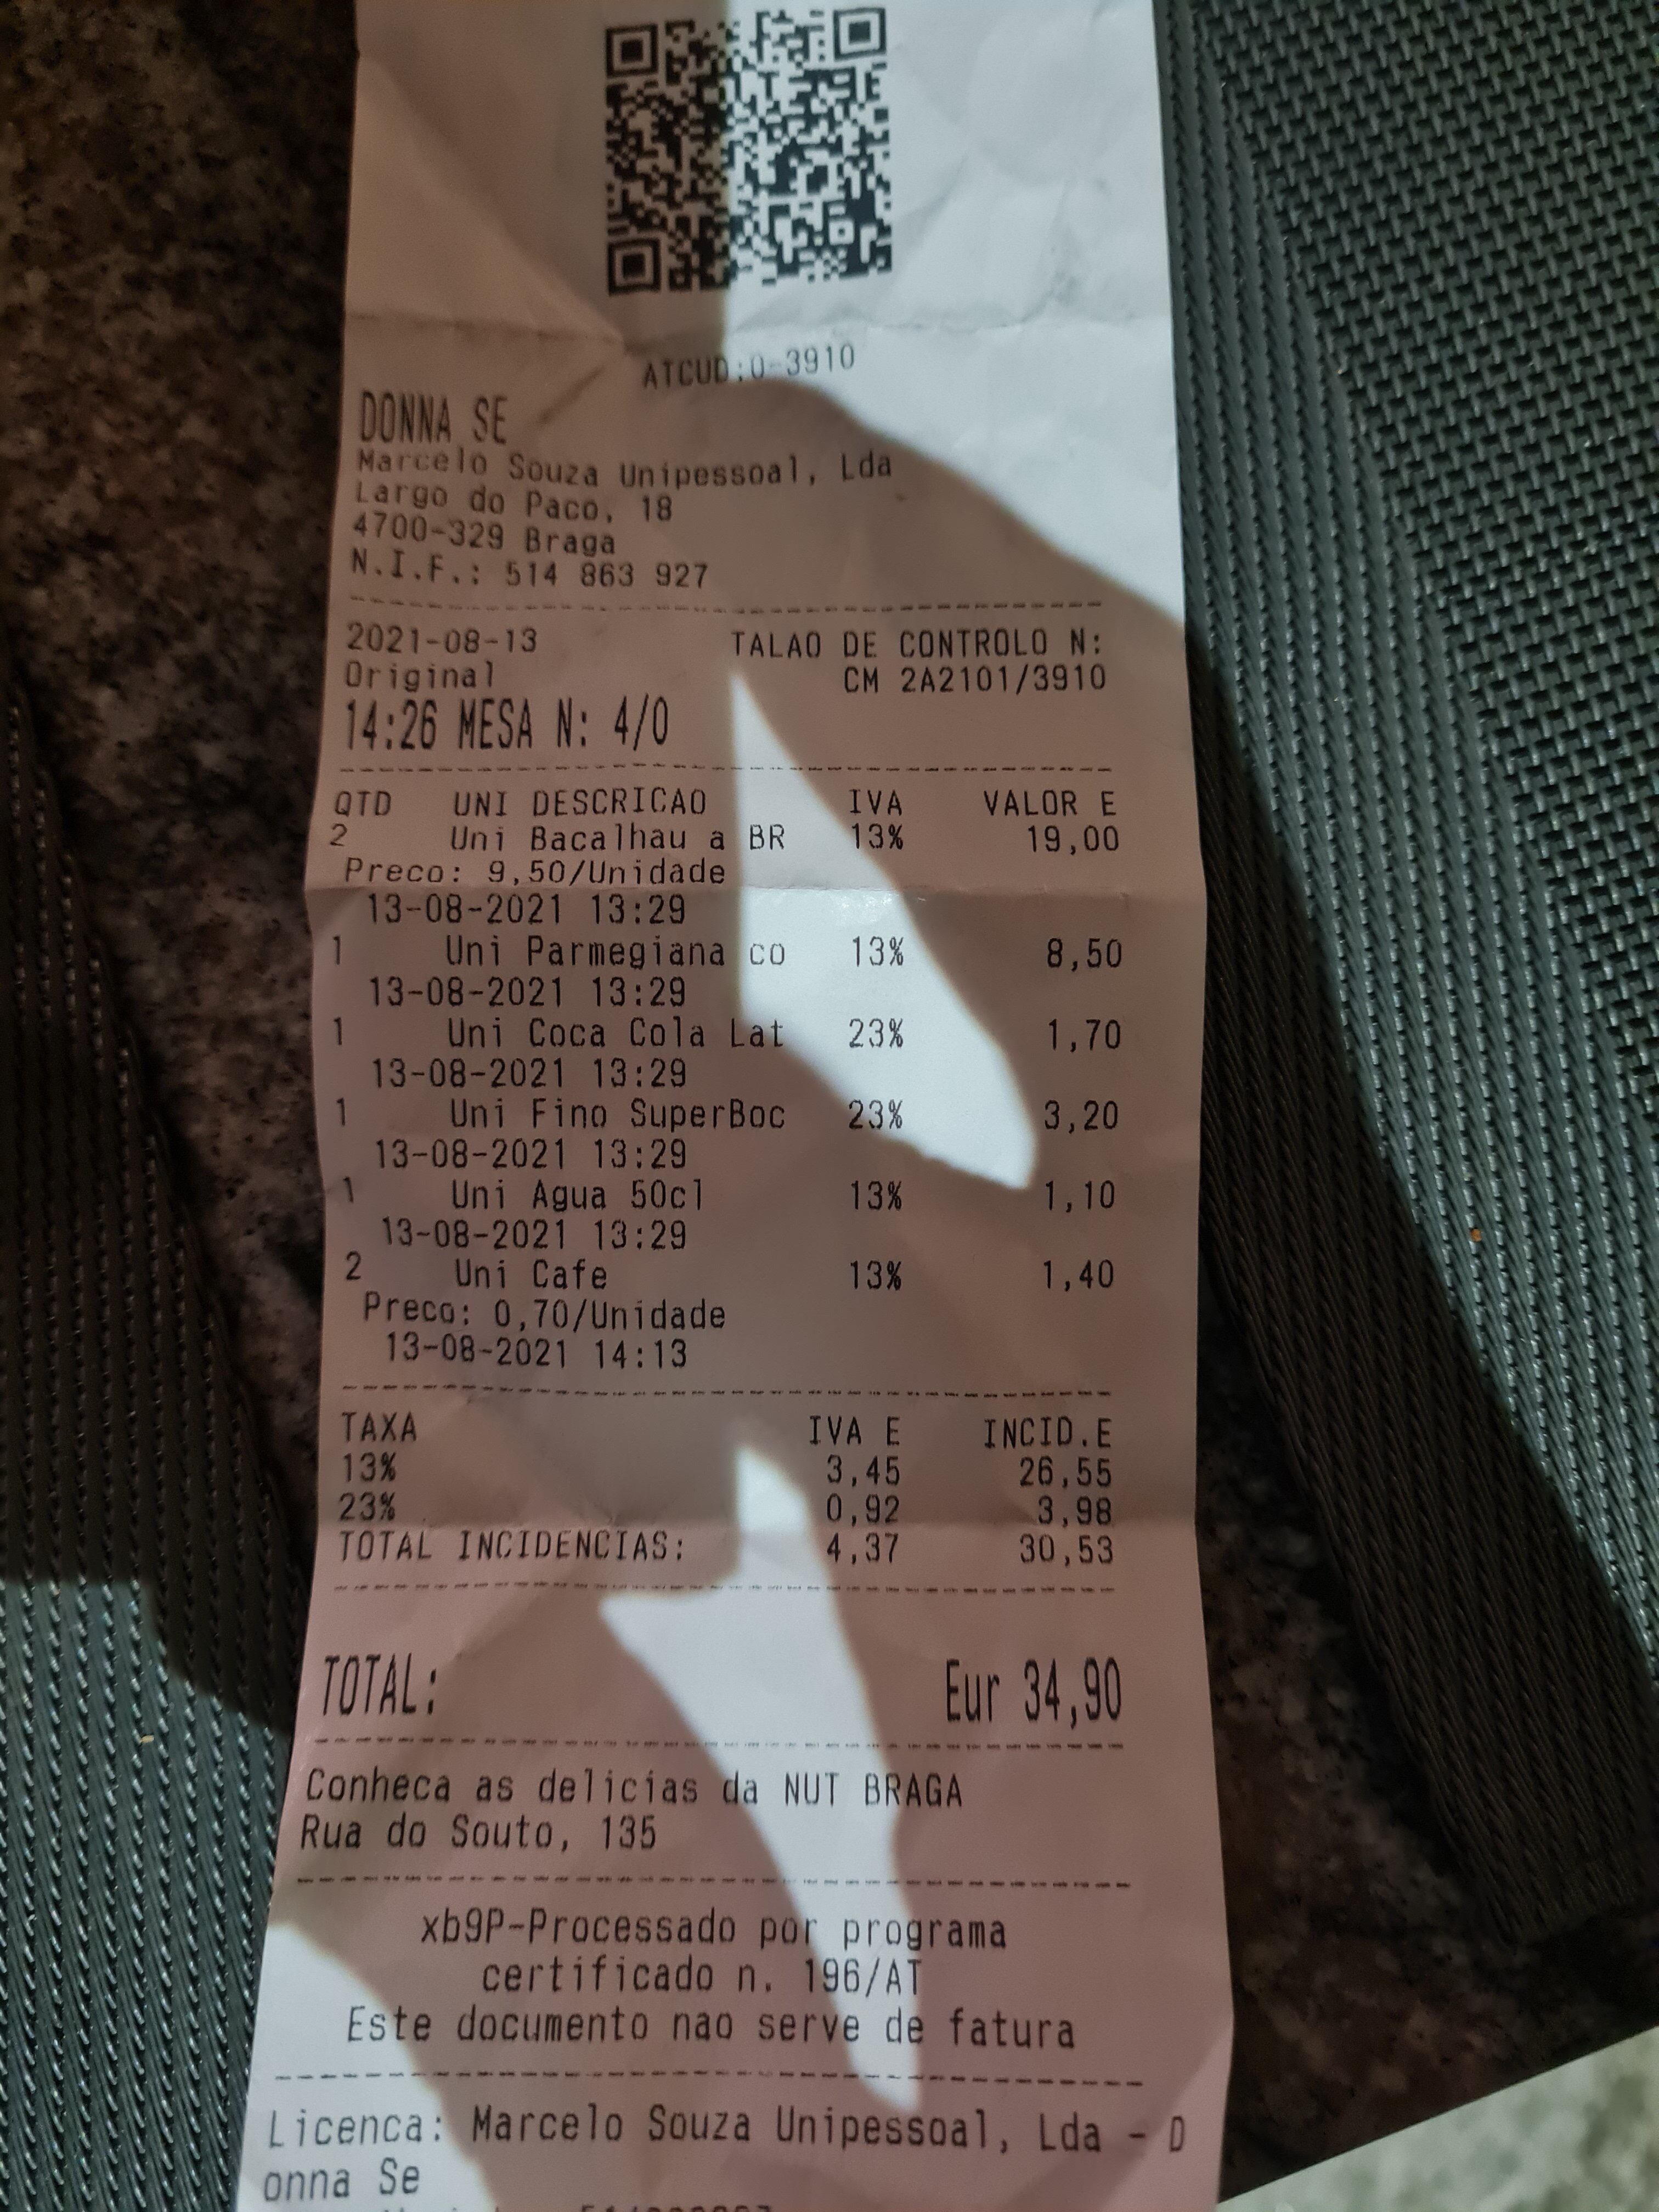 ATCUD:0-3910
DONNA SE
Marcelo Souza Unipessoal, Lda
Largo do Paco, 18
4700-329 Braga
N.I.F.: 514 863 927
2021-08-13 TALAO DE CONTROLO N:
Original CM 2A2101/3910
14:26 MESA N: 4/0
QTD UNI DESCRICAO IVA VALOR E
2 Uni Bacalhau a BR 13% 19,00
Preco: 9,50/Unidade
13-08-2021 13:29
1 Uni Parmegiana co 13% 8,50
13-08-2021 13:29
1 Uni Coca Cola Lat 23% 1,70
13-08-2021 13:29
1 Uni Fino SuperBoc 23% 3,20
13-08-2021 13:29
1 Uni Agua 50cl 13% 1,10
13-08-2021 13:29
2 Uni Cafe 13% 1,40
Preco: 0,70/Unidade
13-08-2021 14:13
TAXA IVA E INCID.E
13% 3,45 26,55
23% 0,92 3,98
TOTAL INCIDENCIAS: 4,37 30,53
TOTAL: Eur 34,90
Conheca as delicias da NUT BRAGA
Rua do Souto, 135
xb9P-Processado por programa
certificado n. 196/AT
Este documento nao serve de fatura
Licenca: Marcelo Souza Unipessoal, Lda - D
onna Se